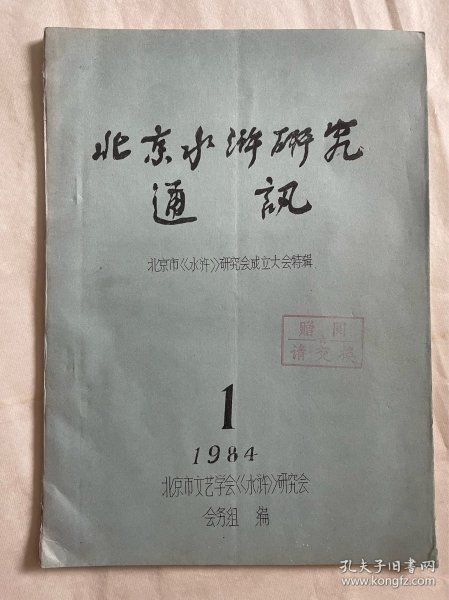 北京水浒研究
通訊
北京市《水浒》研究会成立大会特辑
赠阅
请交换
1
1984
北京市文艺学会《水浒》研究会
会务组 编
孔夫子旧书网
www.kongfz.com